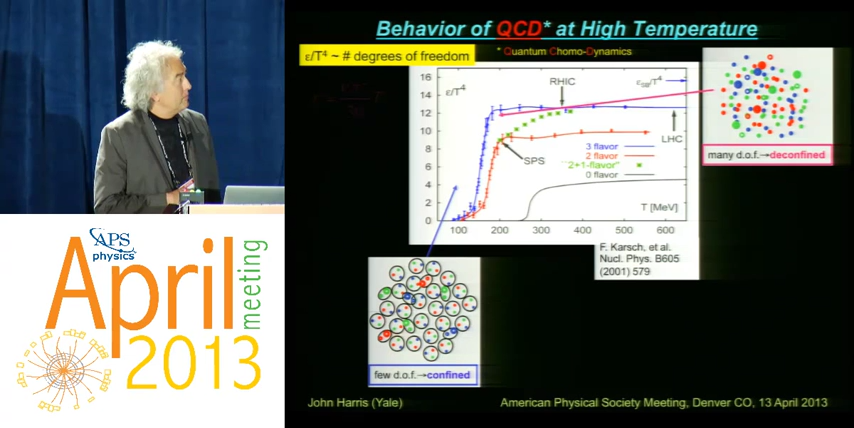 Behavior of QCD* at High Temperature
ε/T⁴ ~ # degrees of freedom
* Quantum Chomo-Dynamics
16
14
12
10
8
6
4
2
0
ε/T⁴
RHIC
εSB/T⁴
LHC
SPS
3 flavor
2 flavor
``2+1-flavor''
0 flavor
T [MeV]
100 200 300 400 500 600
many d.o.f.→deconfined
F. Karsch, et al.
Nucl. Phys. B605
(2001) 579
few d.o.f.→confined
John Harris (Yale)
American Physical Society Meeting, Denver CO, 13 April 2013
APS
physics
April
meeting
2013